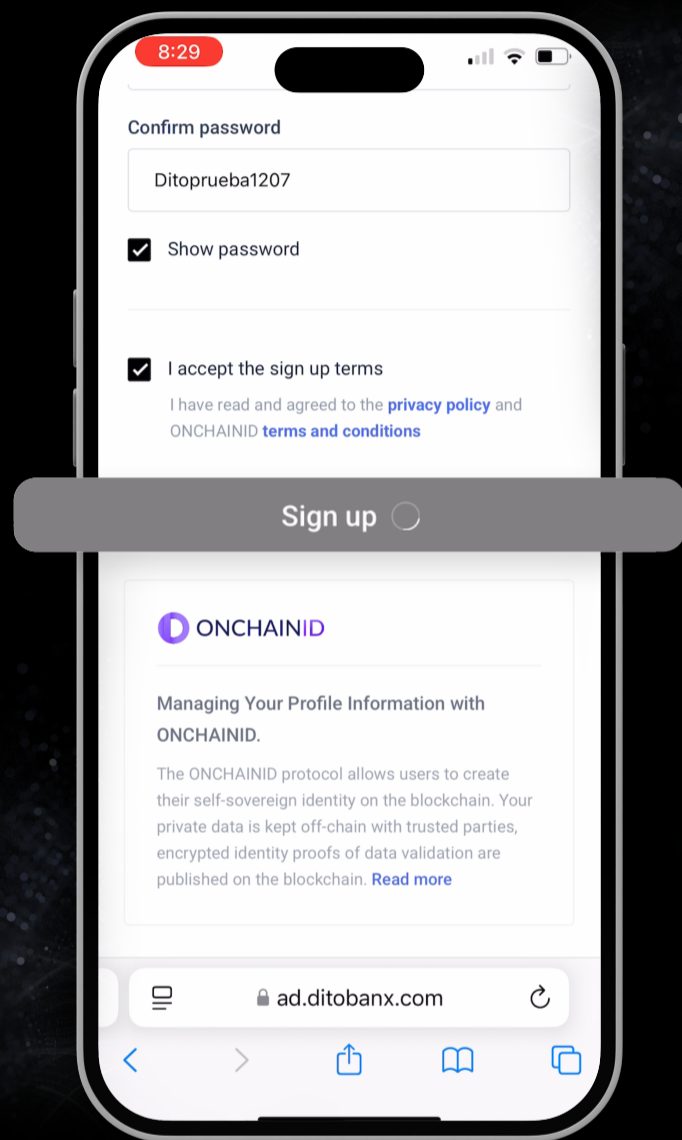 8:29
Confirm password
Ditoprueba1207
Show password
I accept the sign up terms
I have read and agreed to the privacy policy and
ONCHAINID terms and conditions
Sign up
ONCHAINID
Managing Your Profile Information with
ONCHAINID.
The ONCHAINID protocol allows users to create
their self-sovereign identity on the blockchain. Your
private data is kept off-chain with trusted parties,
encrypted identity proofs of data validation are
published on the blockchain. Read more
ad.ditobanx.com